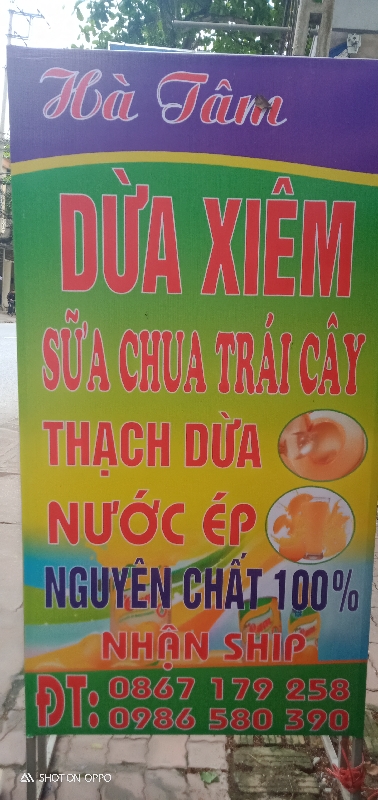 Hà Tâm
DỪA XIÊM
SỮA CHUA TRÁI CÂY
THẠCH DỪA
NƯỚC ÉP
NGUYÊN CHẤT 100%
NHẬN SHIP
ĐT: 0867 179 258
0986 580 390
SHOT ON OPPO